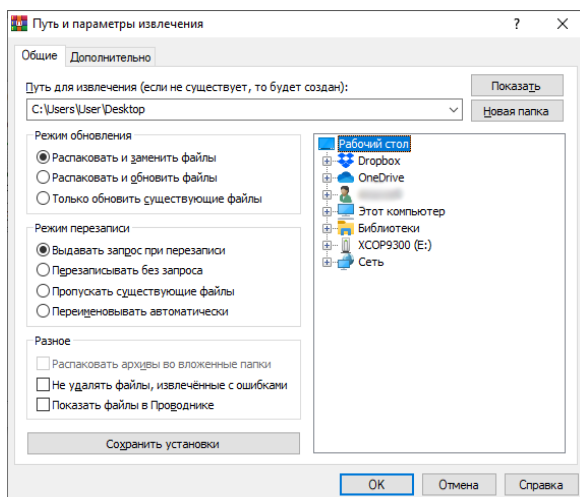 Путь и параметры извлечения
Общие
Дополнительно
Путь для извлечения (если не существует, то будет создан):
Показать
C:\Users\User\Desktop
Новая папка
Режим обновления
Распаковать и заменить файлы
Распаковать и обновить файлы
Только обновить существующие файлы
Режим перезаписи
Выдавать запрос при перезаписи
Перезаписывать без запроса
Пропускать существующие файлы
Переименовывать автоматически
Разное
Распаковать архивы во вложенные папки
Не удалять файлы, извлечённые с ошибками
Показать файлы в Проводнике
Сохранить установки
Рабочий стол
Dropbox
OneDrive
Этот компьютер
Библиотеки
XCOP9300 (E:)
Сеть
OK
Отмена
Справка